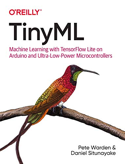 O'REILLY®
TinyML
Machine Learning with TensorFlow Lite on
Arduino and Ultra-Low-Power Microcontrollers
Pete Warden &
Daniel Situnayake